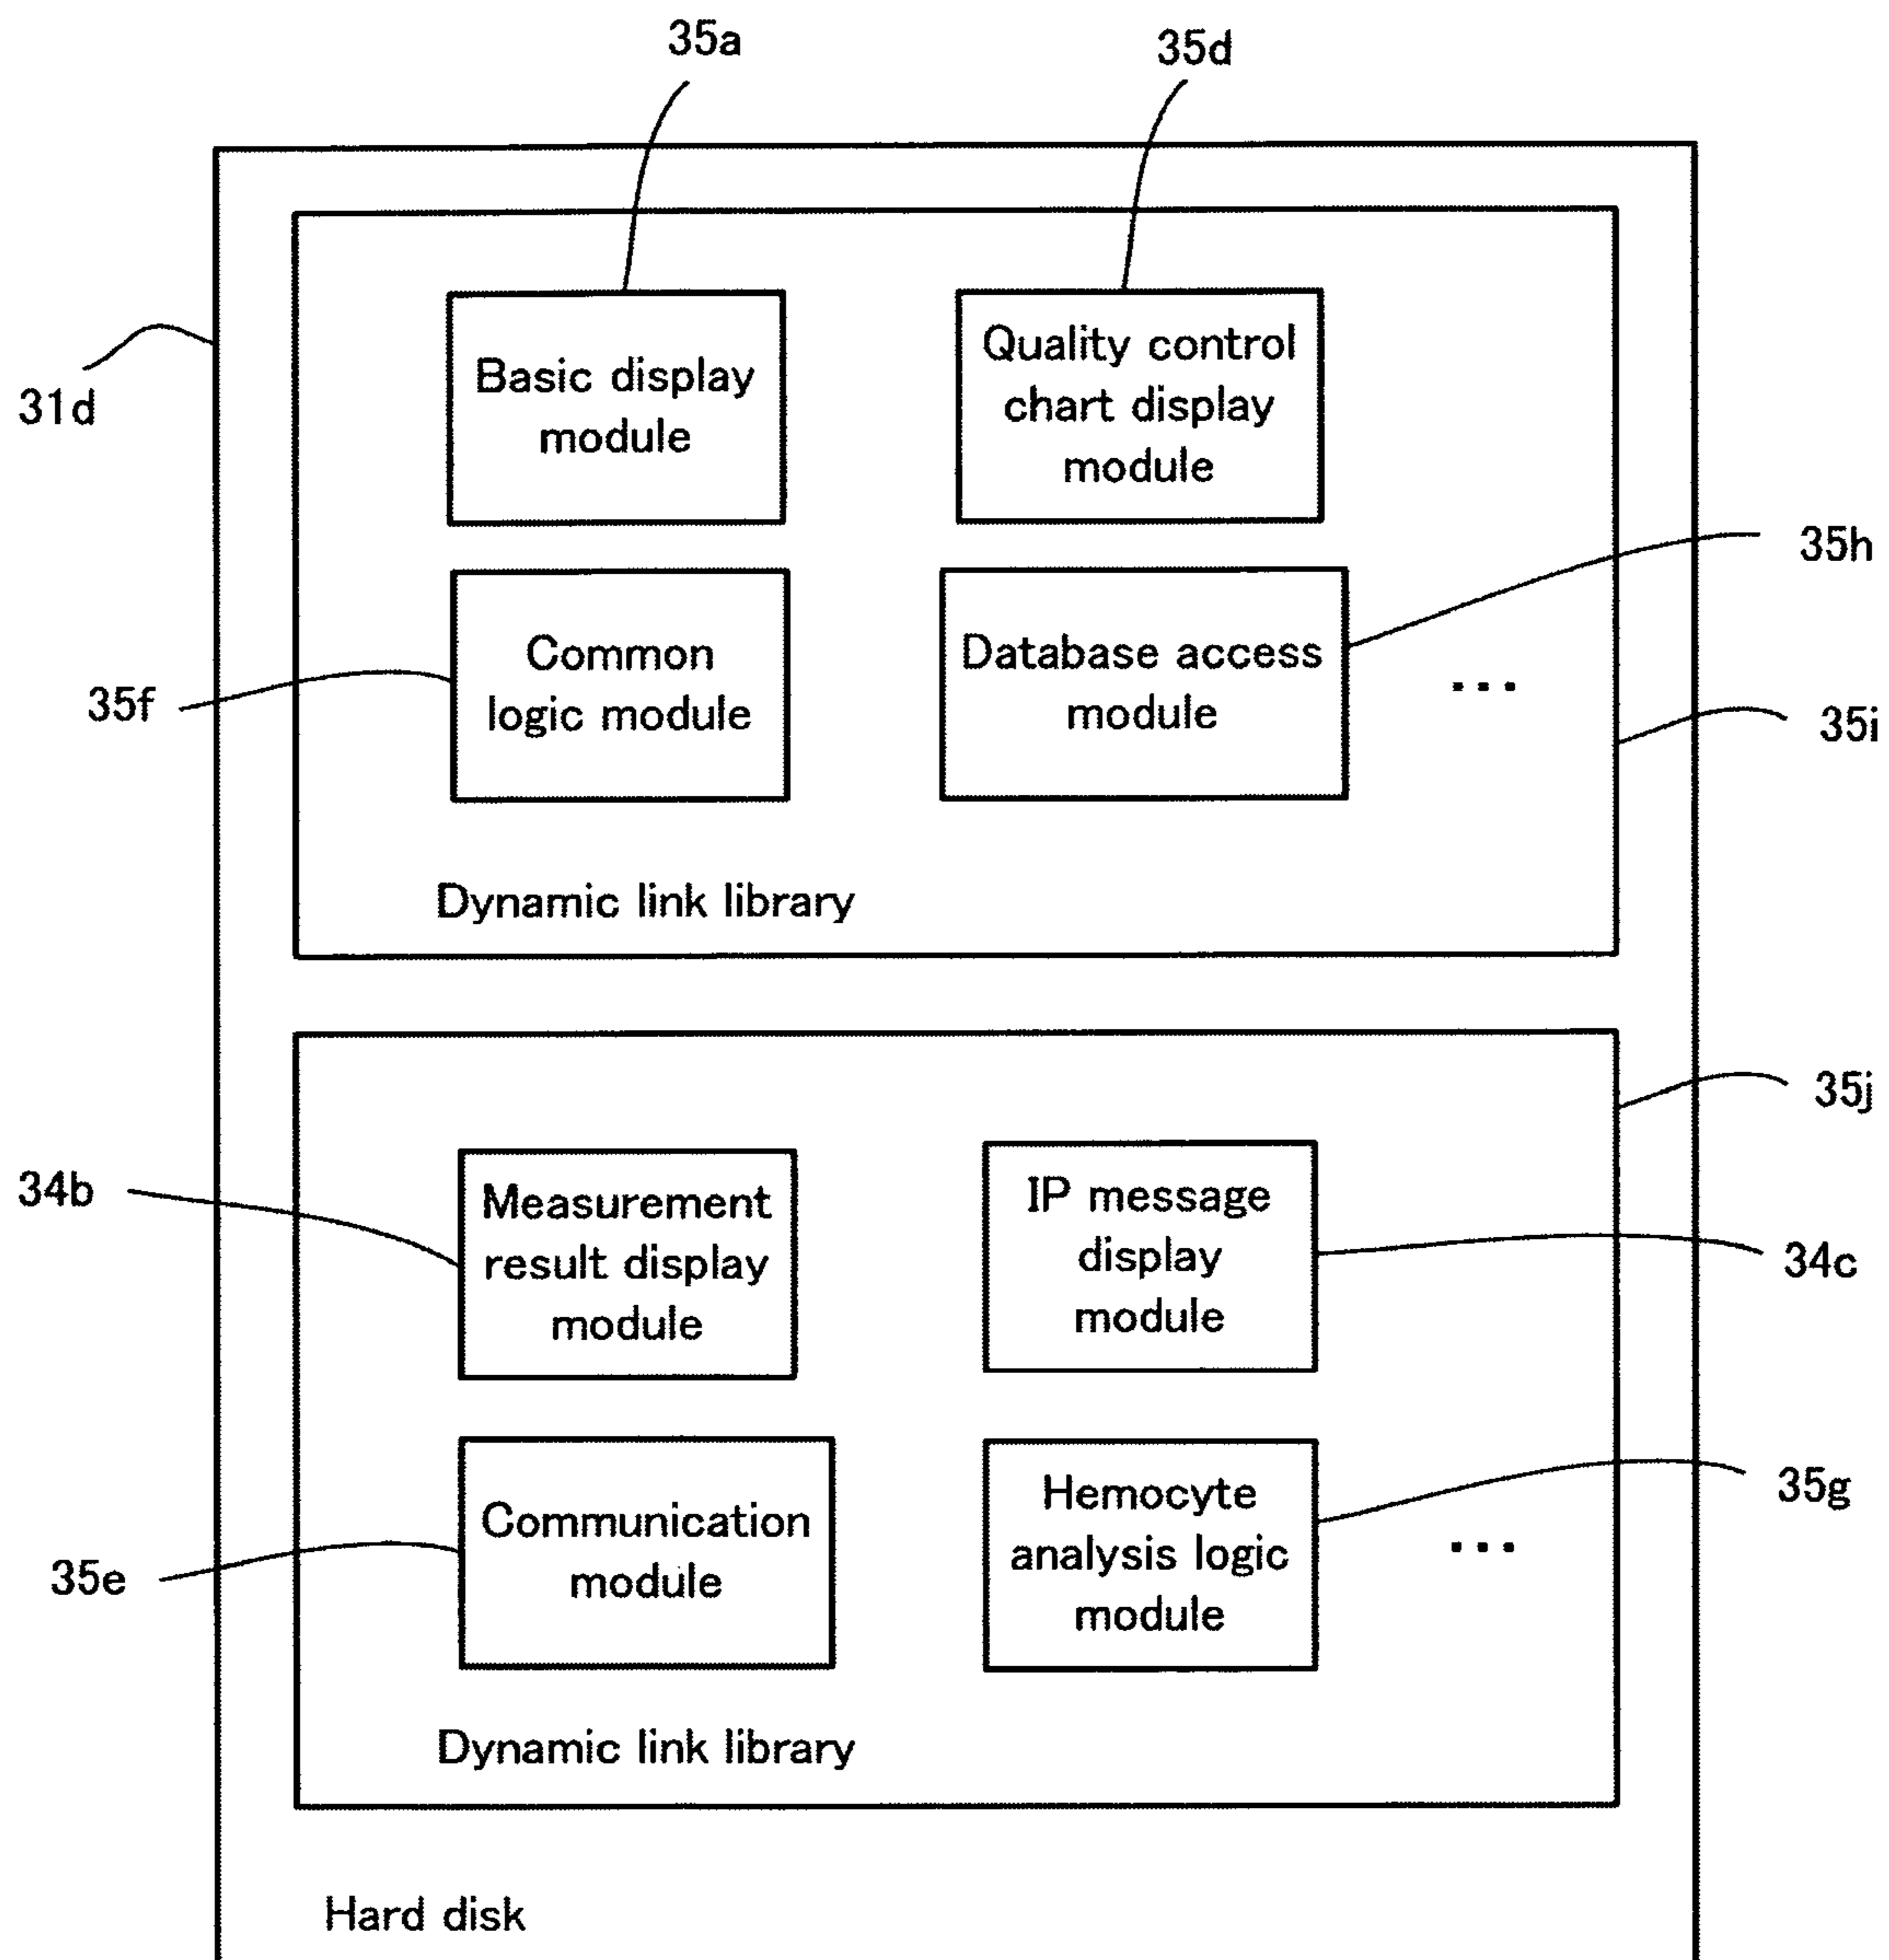 35a
35d
31d
Basic display
module
Quality control
chart display
module
35h
35f
Common
logic module
Database access
module
...
35i
Dynamic link library
35j
34b
Measurement
result display
module
IP message
display
module
34c
35e
Communication
module
Hemocyte
analysis logic
module
...
35g
Dynamic link library
Hard disk